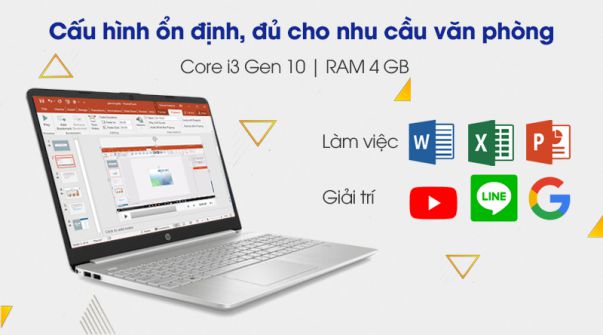 Cấu hình ổn định, đủ cho nhu cầu văn phòng
Core i3 Gen 10 | RAM 4 GB
Làm việc
W X P
Giải trí
LINE
G
hp